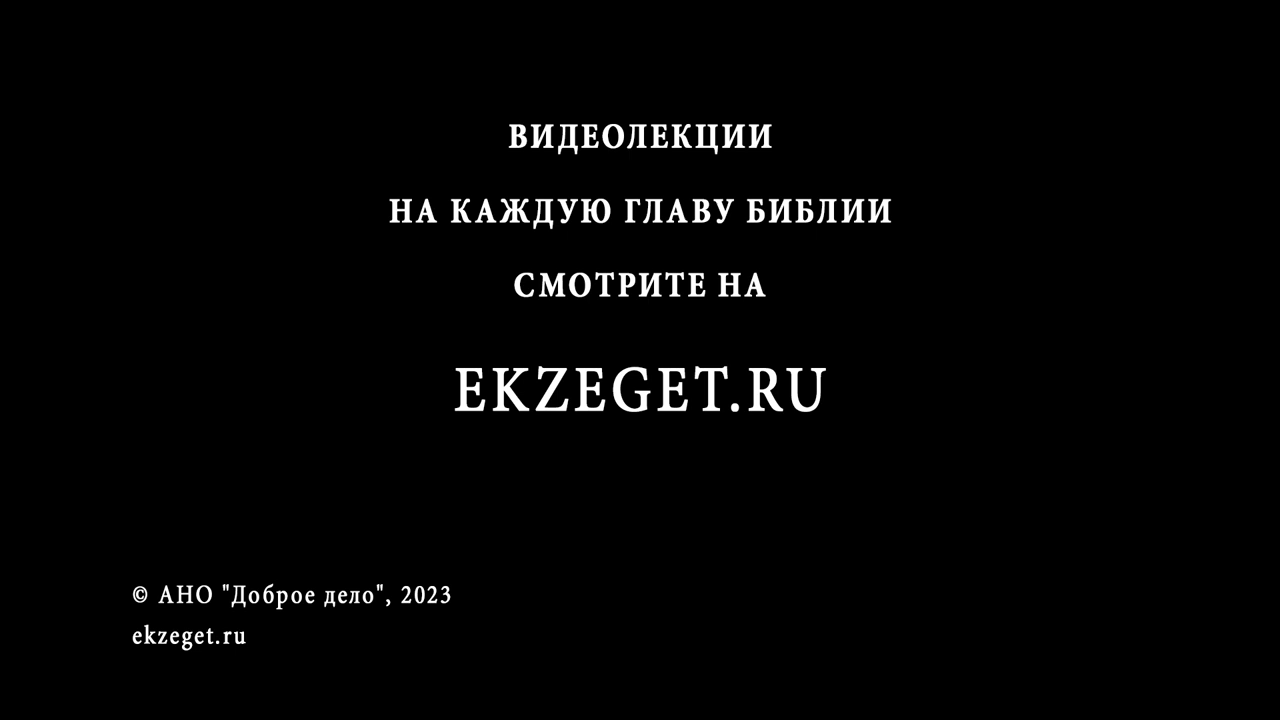 ВИДЕОЛЕКЦИИ
НА КАЖДУЮ ГЛАВУ БИБЛИИ
СМОТРИТЕ НА
EKZEGET.RU
© АНО "Доброе дело", 2023
ekzeget.ru